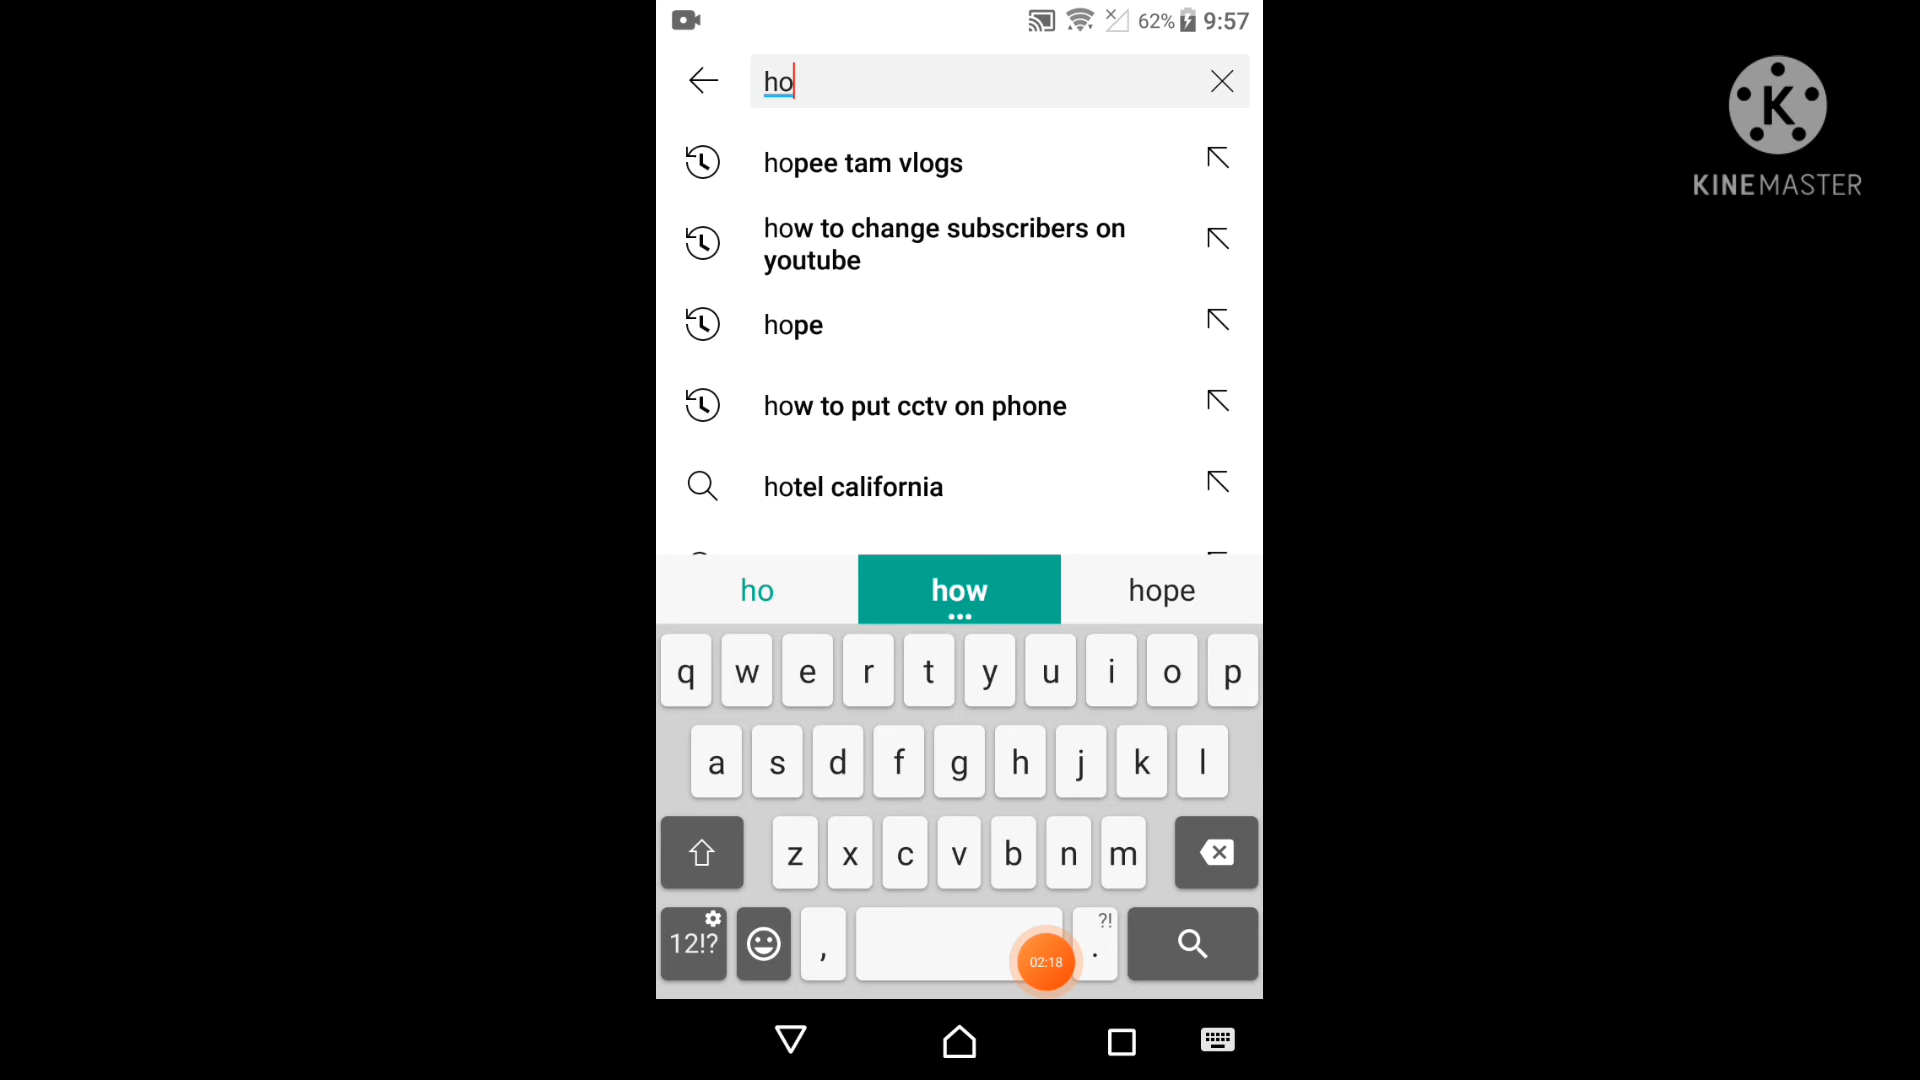 62% 9:57
ho
K
KINEMASTER
hopee tam vlogs
how to change subscribers on
youtube
hope
how to put cctv on phone
hotel california
ho how hope
q w e r t y u i o p
a s d f g h j k l
z x c v b n m
12!? , . ?!
02:18